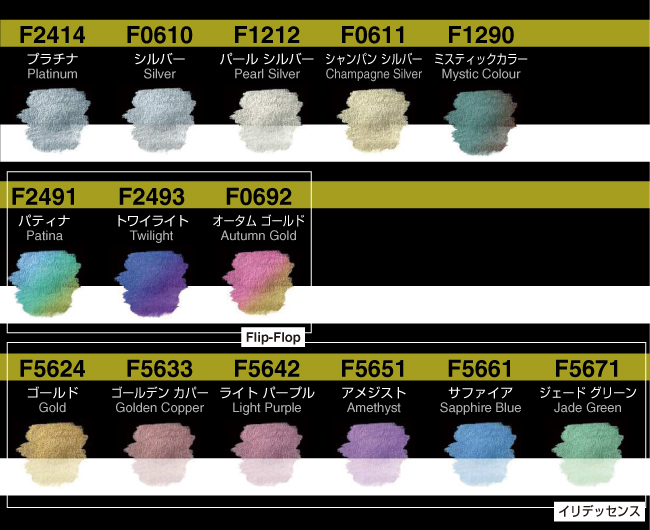 F2414 F0610 F1212 F0611 F1290
プラチナ シルバー パール シルバー シャンパン シルバー ミスティックカラー
Platinum Silver Pearl Silver Champagne Silver Mystic Colour
F2491 F2493 F0692
パティナ トワイライト オータム ゴールド
Patina Twilight Autumn Gold
Flip-Flop
F5624 F5633 F5642 F5651 F5661 F5671
ゴールド ゴールデン カパー ライト パープル アメジスト サファイア ジェード グリーン
Gold Golden Copper Light Purple Amethyst Sapphire Blue Jade Green
イリデッセンス